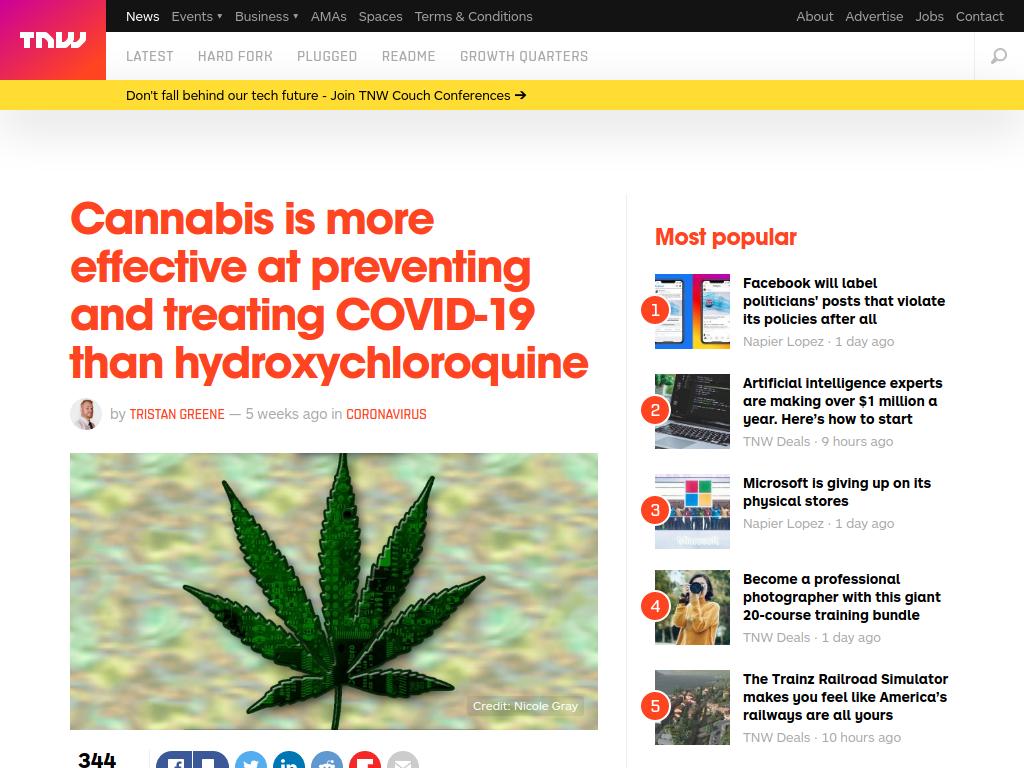 TNW
News Events ▾ Business ▾ AMAs Spaces Terms & Conditions About Advertise Jobs Contact
LATEST HARD FORK PLUGGED README GROWTH QUARTERS
Don't fall behind our tech future - Join TNW Couch Conferences ➔
Cannabis is more
effective at preventing
and treating COVID-19
than hydroxychloroquine
by TRISTAN GREENE — 5 weeks ago in CORONAVIRUS
Credit: Nicole Gray
344
Most popular
1
Facebook will label
politicians' posts that violate
its policies after all
Napier Lopez · 1 day ago
2
Artificial intelligence experts
are making over $1 million a
year. Here’s how to start
TNW Deals · 9 hours ago
3
Microsoft is giving up on its
physical stores
Napier Lopez · 1 day ago
Microsoft
4
Become a professional
photographer with this giant
20-course training bundle
TNW Deals · 1 day ago
5
The Trainz Railroad Simulator
makes you feel like America’s
railways are all yours
TNW Deals · 10 hours ago